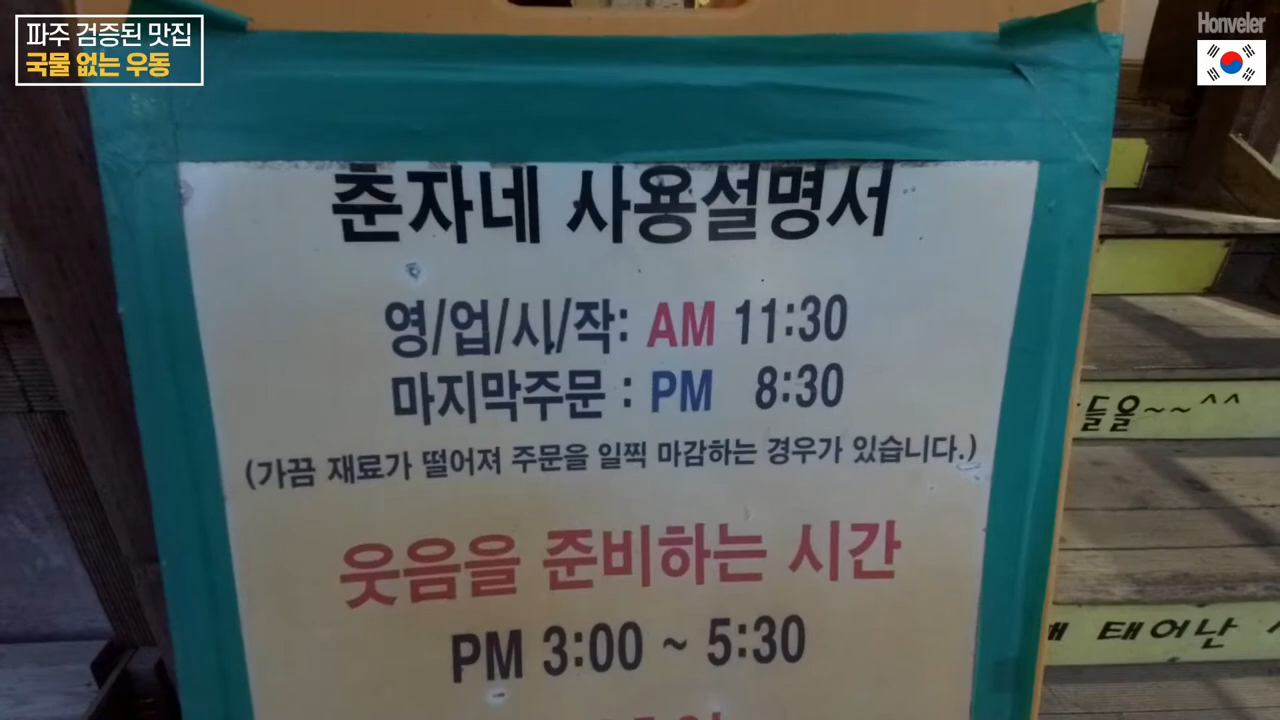 파주 검증된 맛집
국물 없는 우동
Honveler
춘자네 사용설명서
영/업/시/작: AM 11:30
마지막주문 : PM 8:30
(가끔 재료가 떨어져 주문을 일찍 마감하는 경우가 있습니다.)
웃음을 준비하는 시간
PM 3:00 ~ 5:30
들을~~^^
태어난